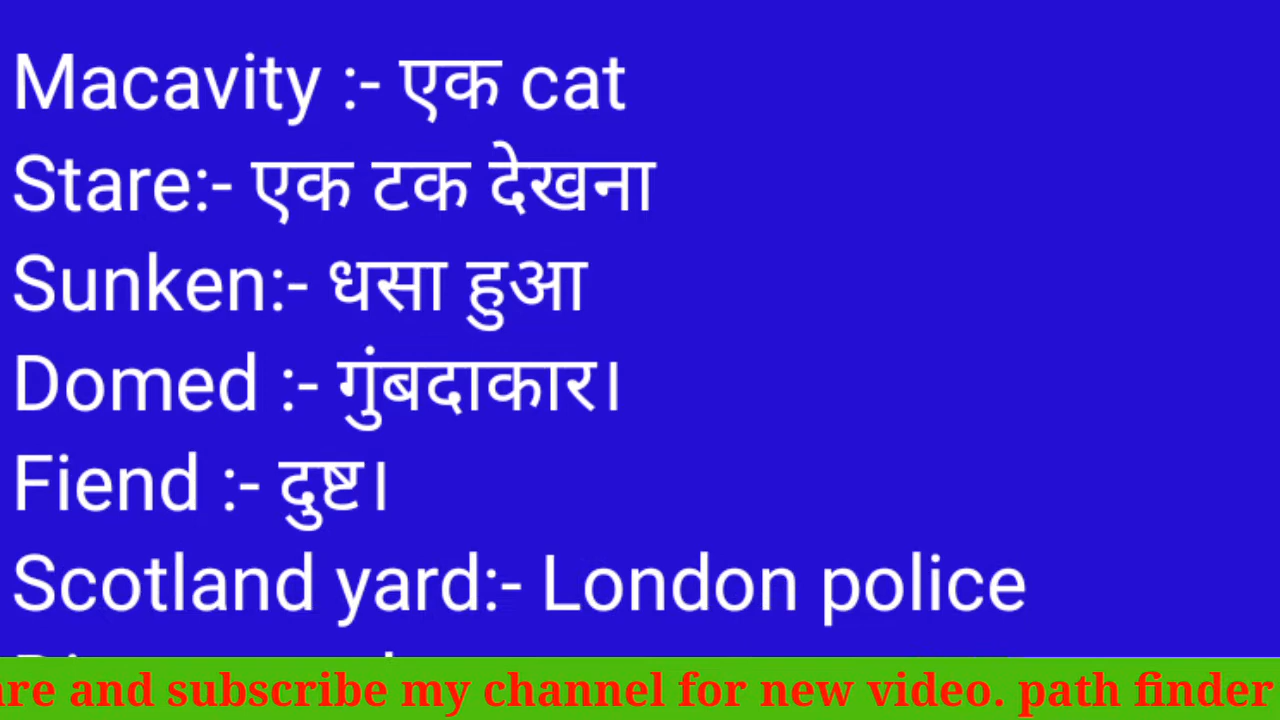 Macavity :- एक cat
Stare:- एक टक देखना
Sunken:- धसा हुआ
Domed :- गुंबदाकार।
Fiend :- दुष्ट।
Scotland yard:- London police
and subscribe my channel for new video. path finder